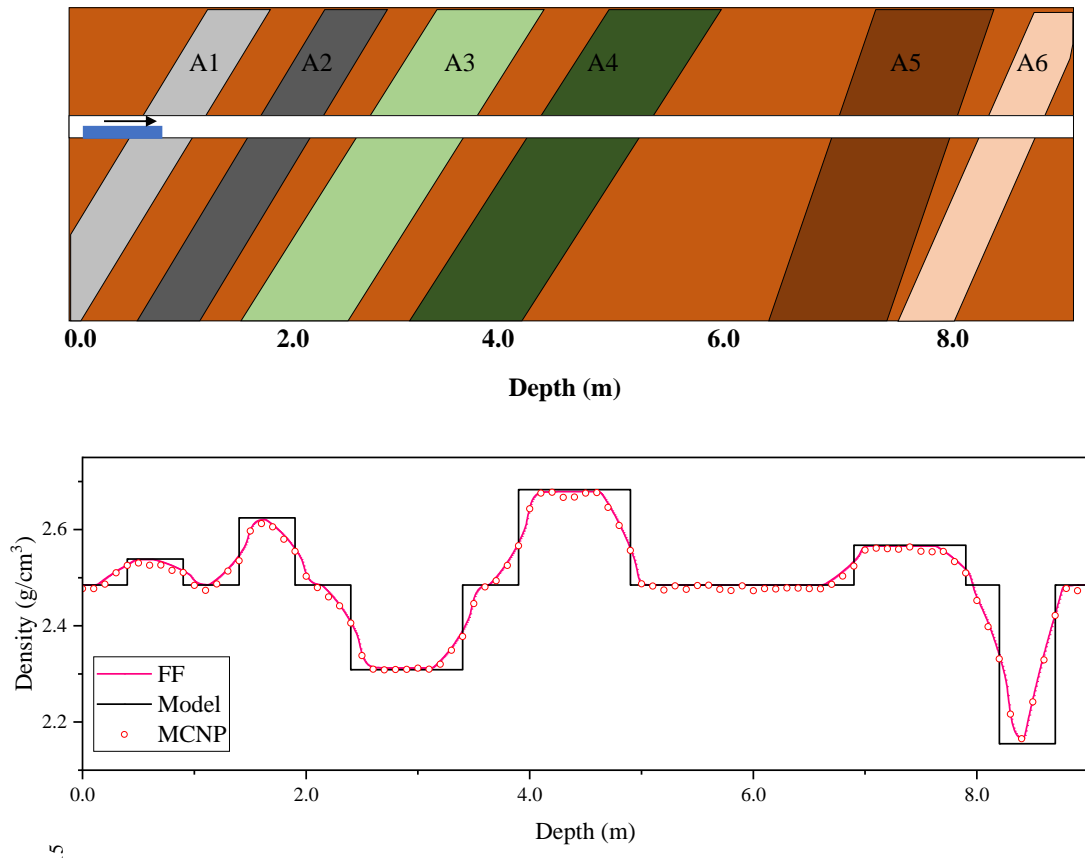 A1 A2 A3 A4 A5 A6
0.0 2.0 4.0 6.0 8.0
Depth (m)
2.6
2.4
2.2
Density (g/cm³)
FF
Model
MCNP
0.0 2.0 4.0 6.0 8.0
Depth (m)